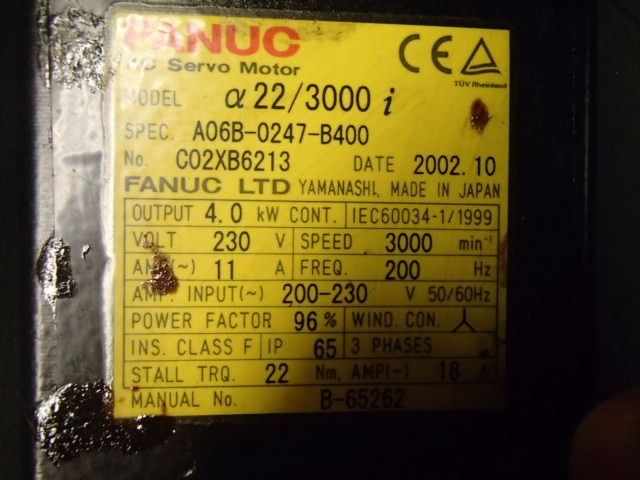 FANUC
AC Servo Motor
CE TÜV Rheinland
MODEL α 22/3000 i
SPEC. A06B-0247-B400
No. C02XB6213 DATE 2002.10
FANUC LTD YAMANASHI, MADE IN JAPAN
OUTPUT 4.0 kW CONT. IEC60034-1/1999
VOLT 230 V SPEED 3000 min⁻¹
AMP(~) 11 A FREQ. 200 Hz
AMP. INPUT(~) 200-230 V 50/60Hz
POWER FACTOR 96% WIND. CON.
INS. CLASS F IP 65 3 PHASES
STALL TRQ. 22 Nm, AMP(~) 18 A
MANUAL No. B-65262